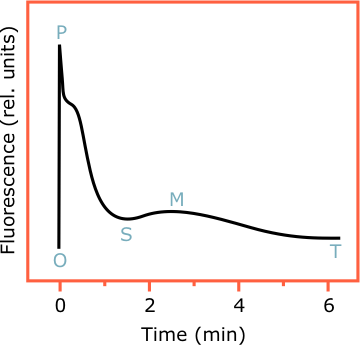 P
Fluorescence (rel. units)
M
S
T
O
0 2 4 6
Time (min)